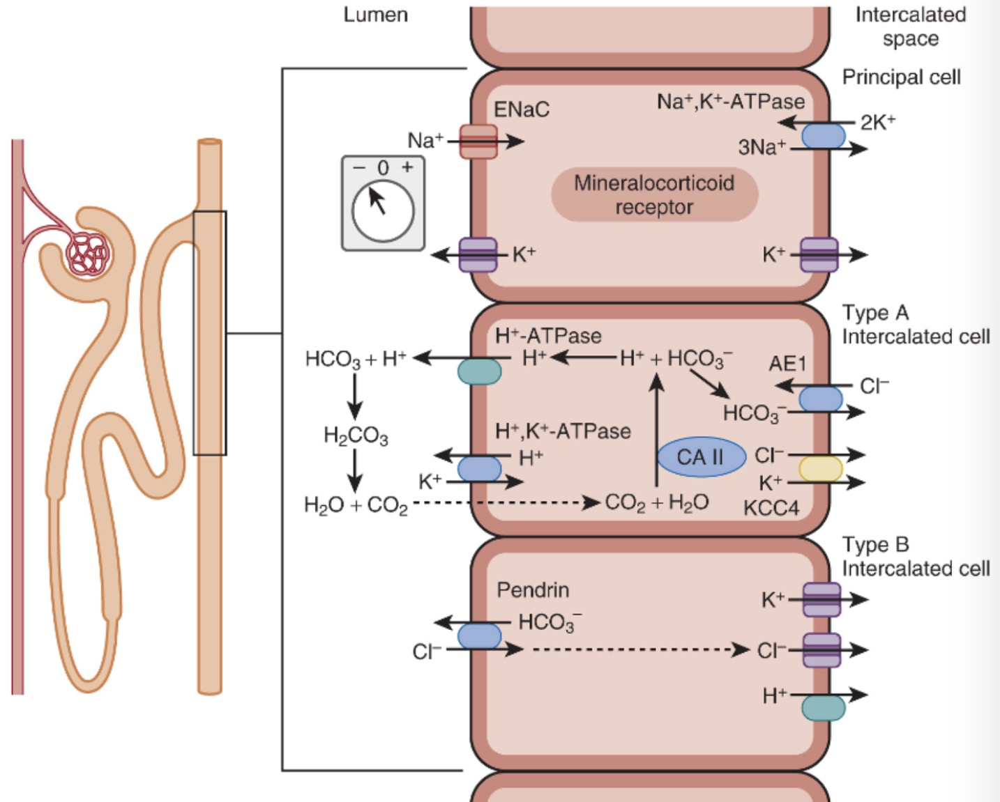 Lumen
Intercalated
space
Principal cell
ENaC
Na⁺,K⁺-ATPase
2K⁺
Na⁺
3Na⁺
− 0 +
Mineralocorticoid
receptor
K⁺
K⁺
Type A
Intercalated cell
H⁺-ATPase
HCO₃ + H⁺
H⁺
H⁺ + HCO₃⁻
AE1
Cl⁻
HCO₃⁻
H₂CO₃
H⁺,K⁺-ATPase
H⁺
K⁺
CA II
Cl⁻
K⁺
H₂O + CO₂
CO₂ + H₂O
KCC4
Type B
Intercalated cell
Pendrin
HCO₃⁻
Cl⁻
K⁺
Cl⁻
H⁺